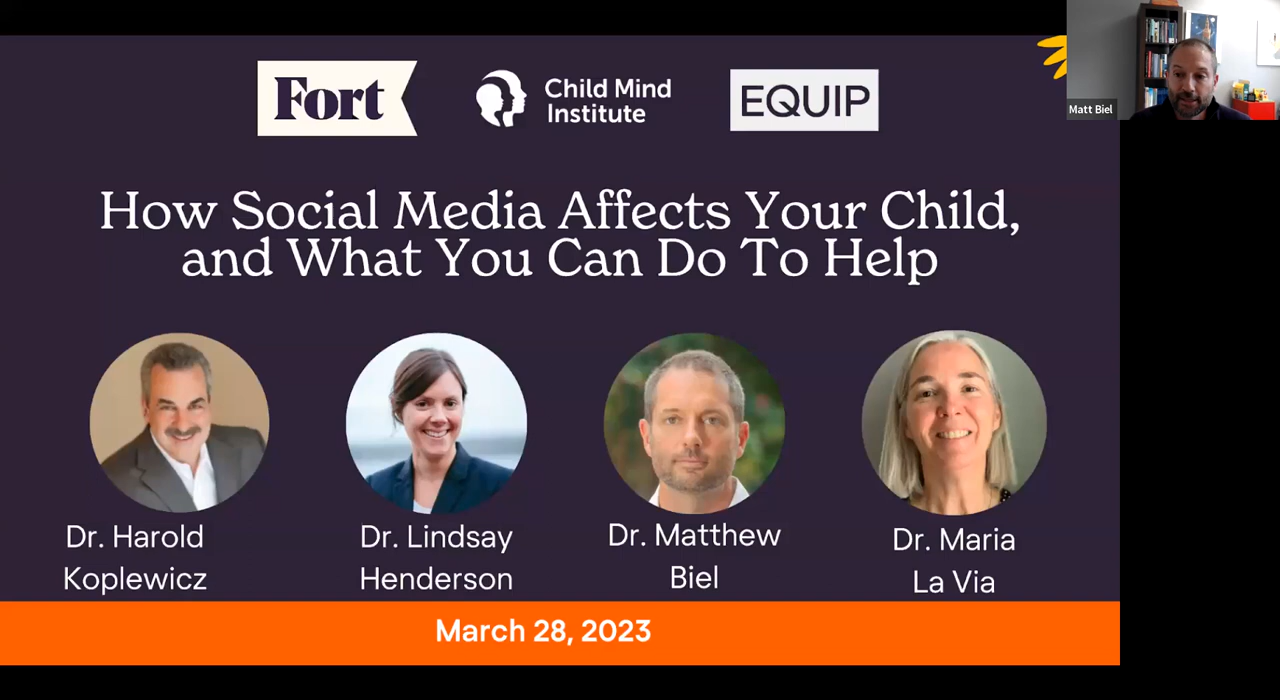 Fort
Child Mind
Institute
EQUIP
Matt Biel
How Social Media Affects Your Child,
and What You Can Do To Help
Dr. Harold
Koplewicz
Dr. Lindsay
Henderson
Dr. Matthew
Biel
Dr. Maria
La Via
March 28, 2023